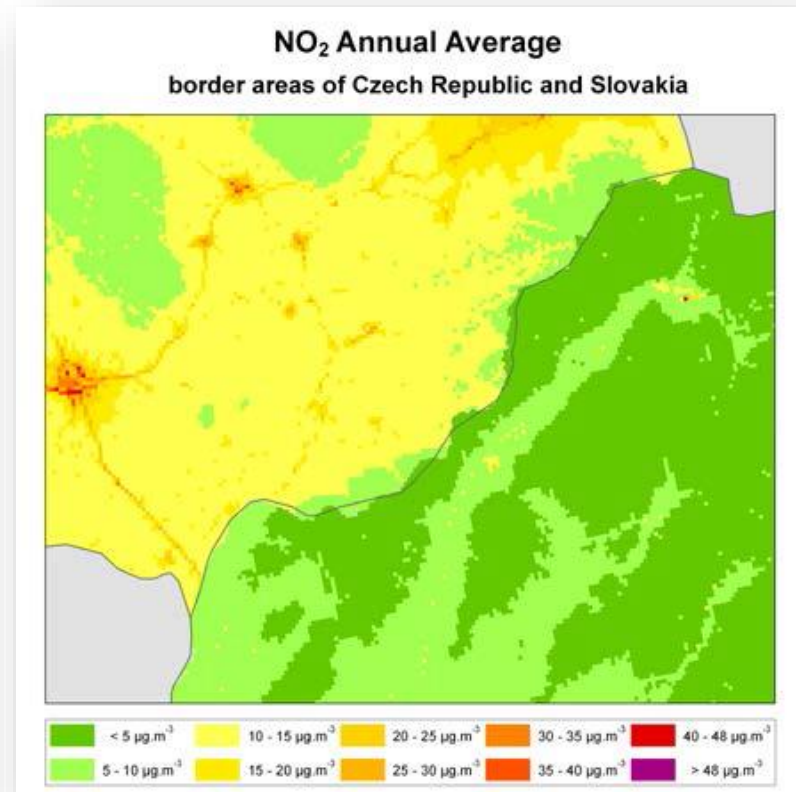 NO₂ Annual Average
border areas of Czech Republic and Slovakia
< 5 µg.m⁻³ 10 - 15 µg.m⁻³ 20 - 25 µg.m⁻³ 30 - 35 µg.m⁻³ 40 - 48 µg.m⁻³
5 - 10 µg.m⁻³ 15 - 20 µg.m⁻³ 25 - 30 µg.m⁻³ 35 - 40 µg.m⁻³ > 48 µg.m⁻³